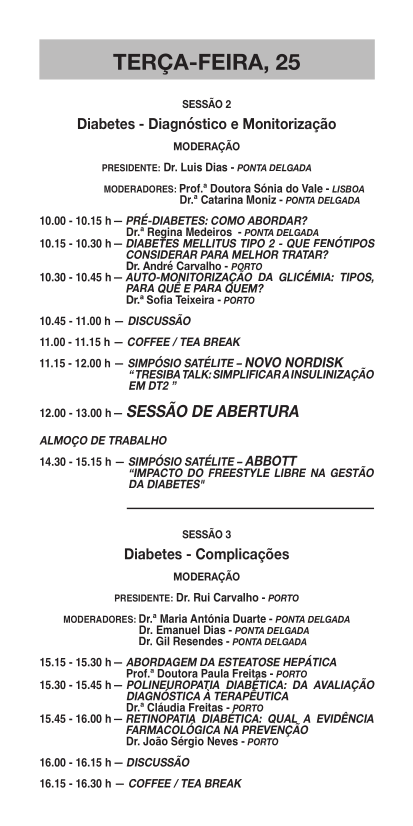 TERÇA-FEIRA, 25
SESSÃO 2
Diabetes - Diagnóstico e Monitorização
MODERAÇÃO
PRESIDENTE: Dr. Luis Dias - PONTA DELGADA
MODERADORES: Prof.ª Doutora Sónia do Vale - LISBOA
Dr.ª Catarina Moniz - PONTA DELGADA
10.00 - 10.15 h — PRÉ-DIABETES: COMO ABORDAR?
Dr.ª Regina Medeiros - PONTA DELGADA
10.15 - 10.30 h — DIABETES MELLITUS TIPO 2 - QUE FENÓTIPOS
CONSIDERAR PARA MELHOR TRATAR?
Dr. André Carvalho - PORTO
10.30 - 10.45 h — AUTO-MONITORIZAÇÃO DA GLICÉMIA: TIPOS,
PARA QUÊ E PARA QUEM?
Dr.ª Sofia Teixeira - PORTO
10.45 - 11.00 h — DISCUSSÃO
11.00 - 11.15 h — COFFEE / TEA BREAK
11.15 - 12.00 h — SIMPÓSIO SATÉLITE – NOVO NORDISK
“TRESIBA TALK: SIMPLIFICAR A INSULINIZAÇÃO
EM DT2 ”
12.00 - 13.00 h — SESSÃO DE ABERTURA
ALMOÇO DE TRABALHO
14.30 - 15.15 h — SIMPÓSIO SATÉLITE – ABBOTT
“IMPACTO DO FREESTYLE LIBRE NA GESTÃO
DA DIABETES"
SESSÃO 3
Diabetes - Complicações
MODERAÇÃO
PRESIDENTE: Dr. Rui Carvalho - PORTO
MODERADORES: Dr.ª Maria Antónia Duarte - PONTA DELGADA
Dr. Emanuel Dias - PONTA DELGADA
Dr. Gil Resendes - PONTA DELGADA
15.15 - 15.30 h — ABORDAGEM DA ESTEATOSE HEPÁTICA
Prof.ª Doutora Paula Freitas - PORTO
15.30 - 15.45 h — POLINEUROPATIA DIABÉTICA: DA AVALIAÇÃO
DIAGNÓSTICA À TERAPÊUTICA
Dr.ª Cláudia Freitas - PORTO
15.45 - 16.00 h — RETINOPATIA DIABÉTICA: QUAL A EVIDÊNCIA
FARMACOLÓGICA NA PREVENÇÃO
Dr. João Sérgio Neves - PORTO
16.00 - 16.15 h — DISCUSSÃO
16.15 - 16.30 h — COFFEE / TEA BREAK